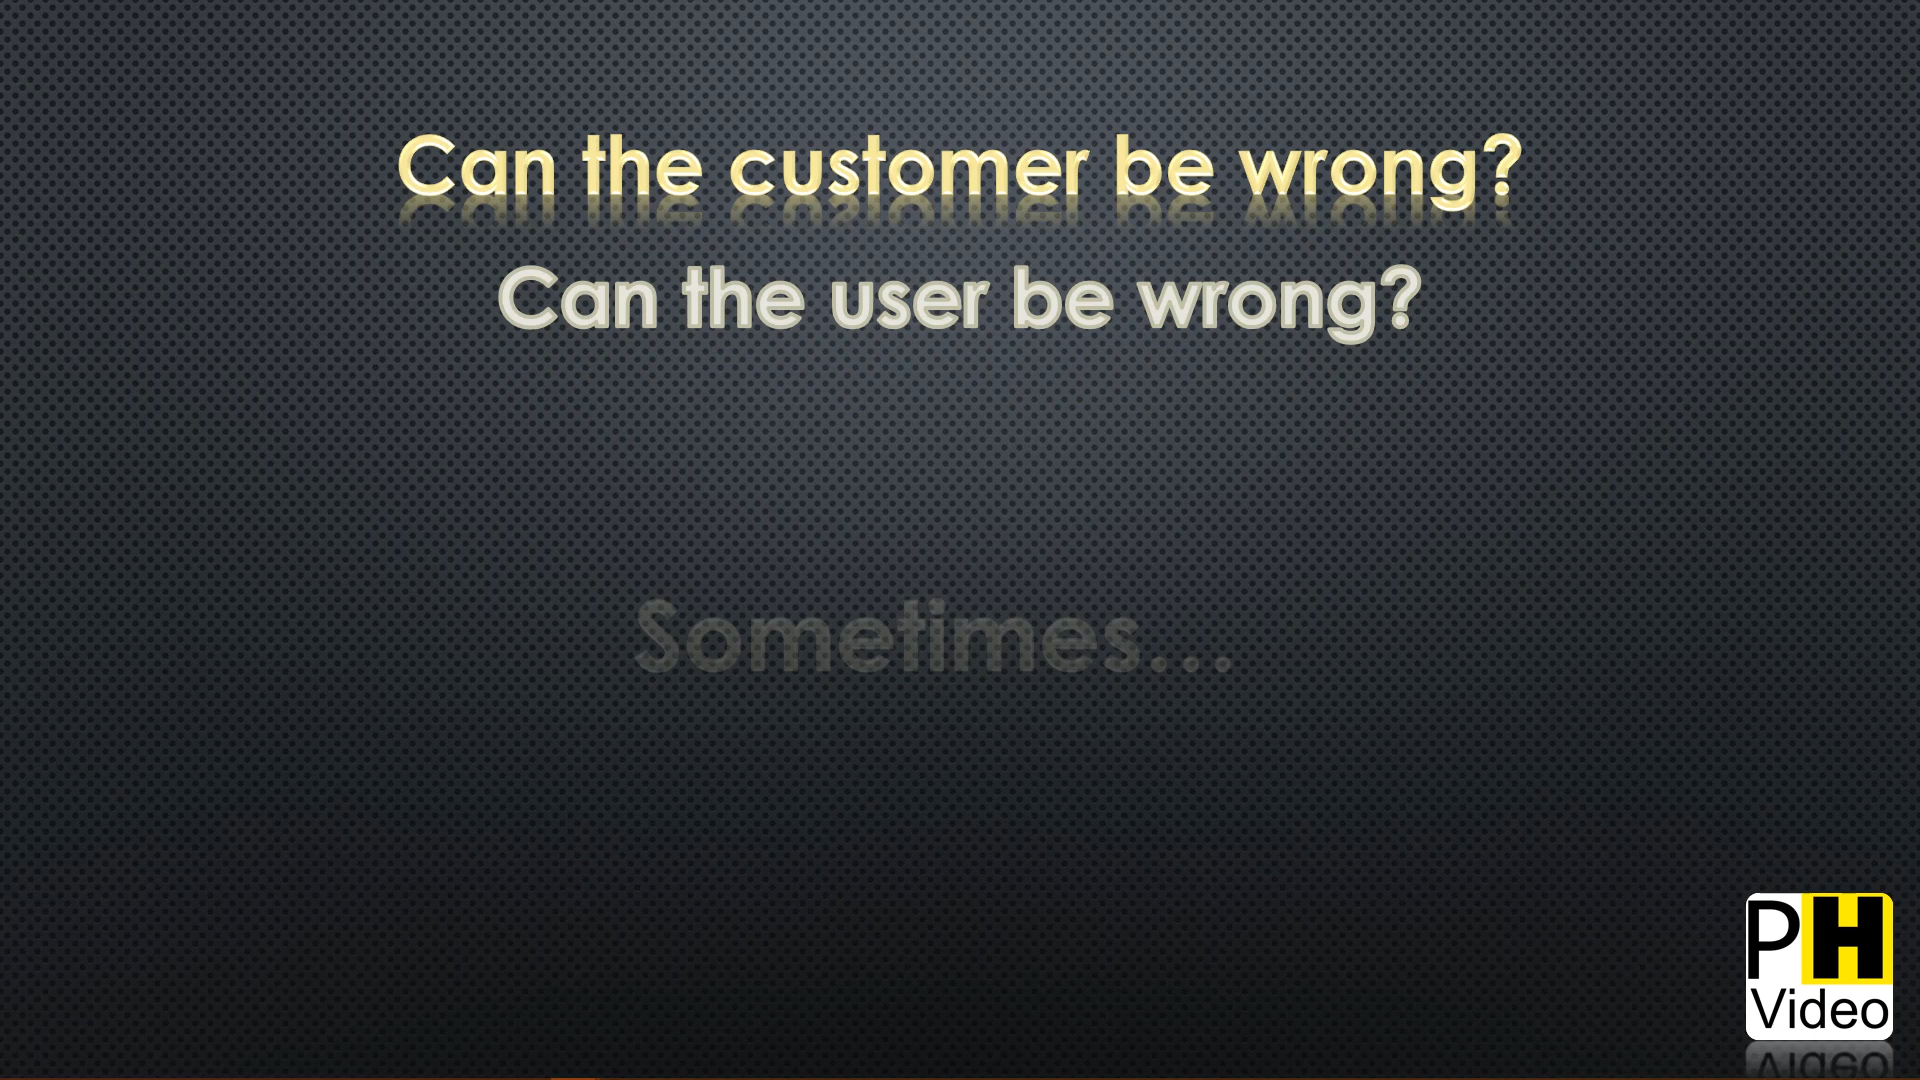 Can the customer be wrong?
Can the user be wrong?
Sometimes...
PH
Video